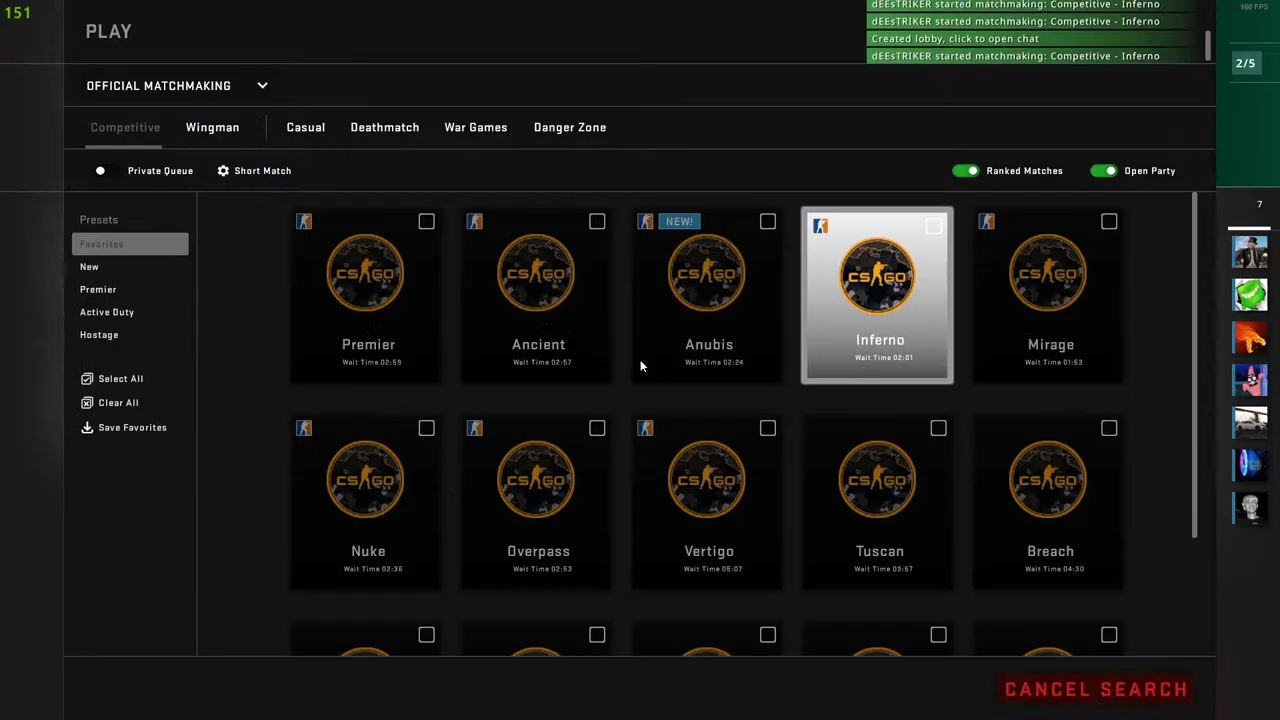 151
PLAY
dEEsTRIKER started matchmaking: Competitive - Inferno
dEEsTRIKER started matchmaking: Competitive - Inferno
Created lobby, click to open chat
dEEsTRIKER started matchmaking: Competitive - Inferno
160 FPS
2/5
OFFICIAL MATCHMAKING
Competitive Wingman Casual Deathmatch War Games Danger Zone
Private Queue Short Match Ranked Matches Open Party
7
Presets
Favorites
New
Premier
Active Duty
Hostage
Select All
Clear All
Save Favorites
NEW!
CS GO CS GO CS GO CS GO CS GO
Premier Ancient Anubis Inferno Mirage
Wait Time 02:58 Wait Time 02:57 Wait Time 02:24 Wait Time 02:01 Wait Time 01:53
CS GO CS GO CS GO CS GO CS GO
Nuke Overpass Vertigo Tuscan Breach
Wait Time 02:36 Wait Time 02:53 Wait Time 05:07 Wait Time 03:57 Wait Time 04:30
CANCEL SEARCH